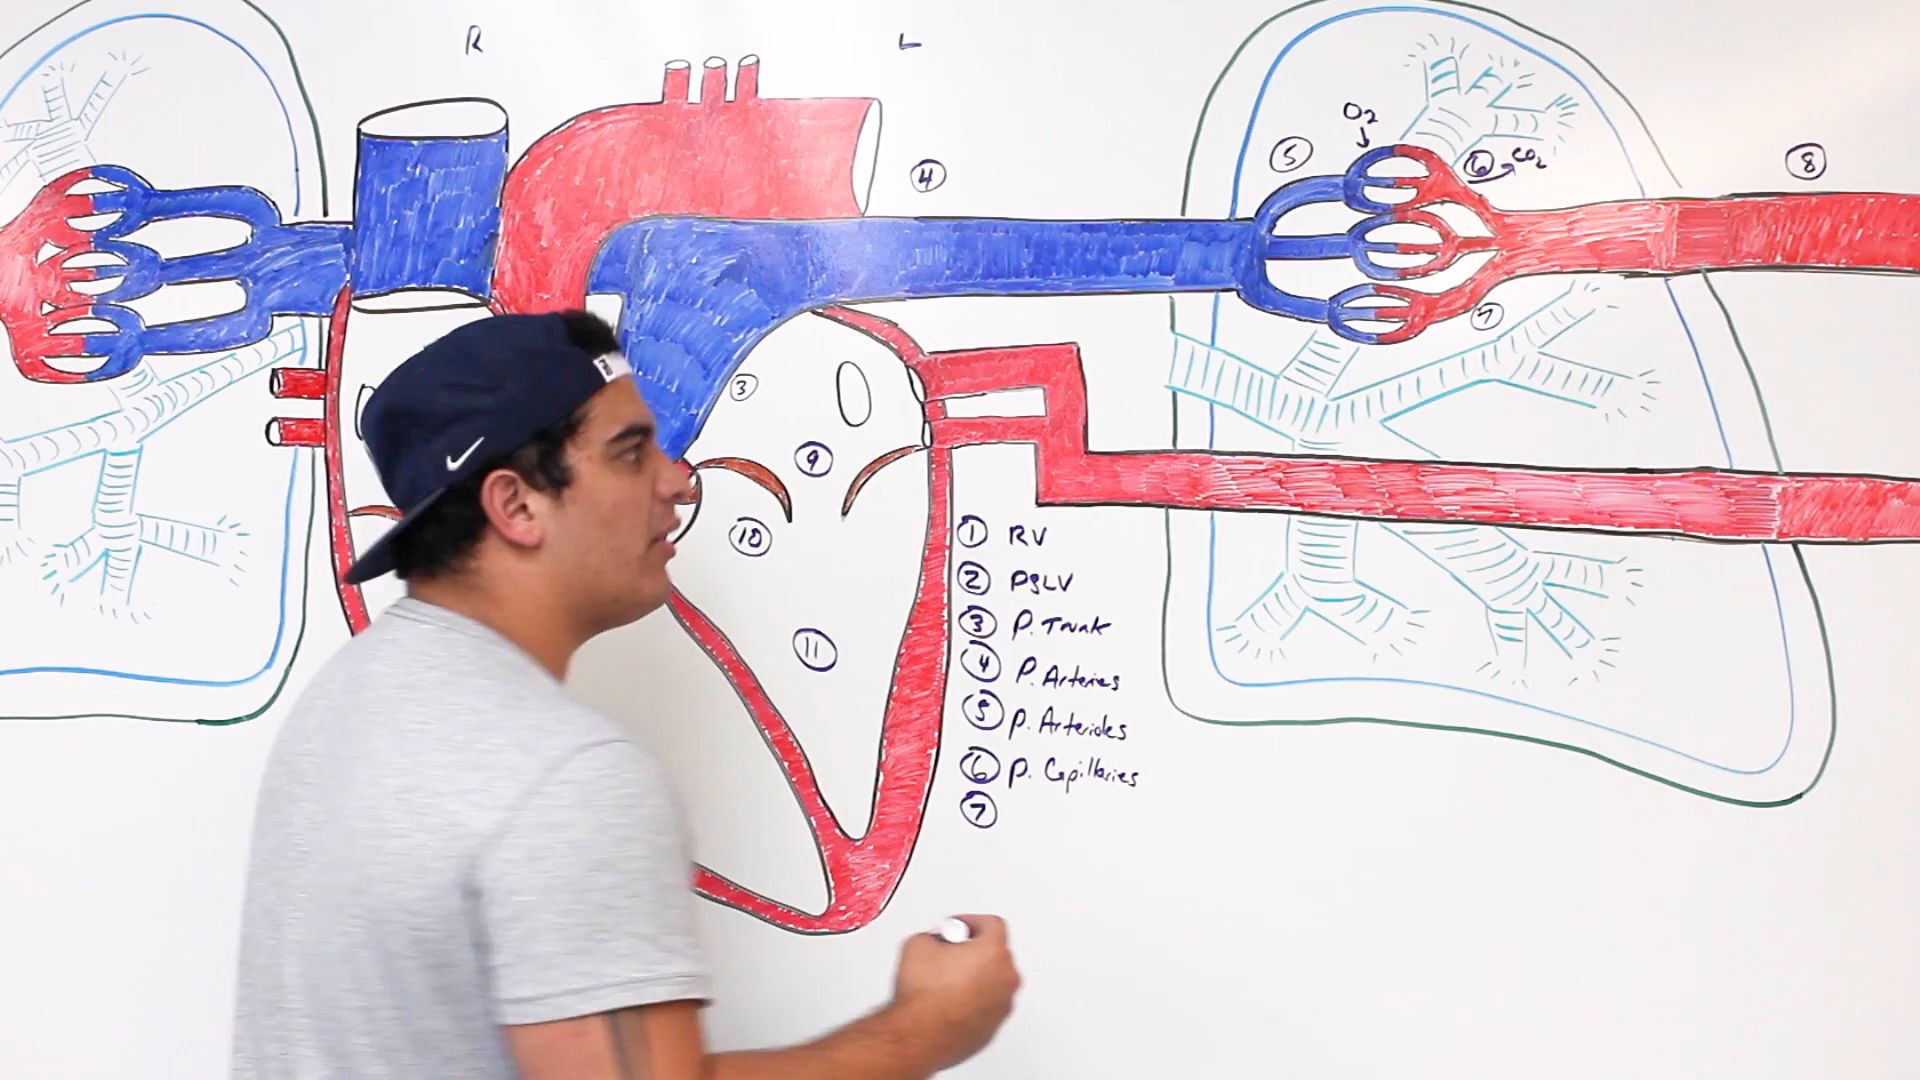 R
L
O2
CO2
4
5
6
8
7
3
9
10
11
1 RV
2 PSLV
3 P. Trunk
4 P. Arteries
5 P. Arterioles
6 P. Capillaries
7